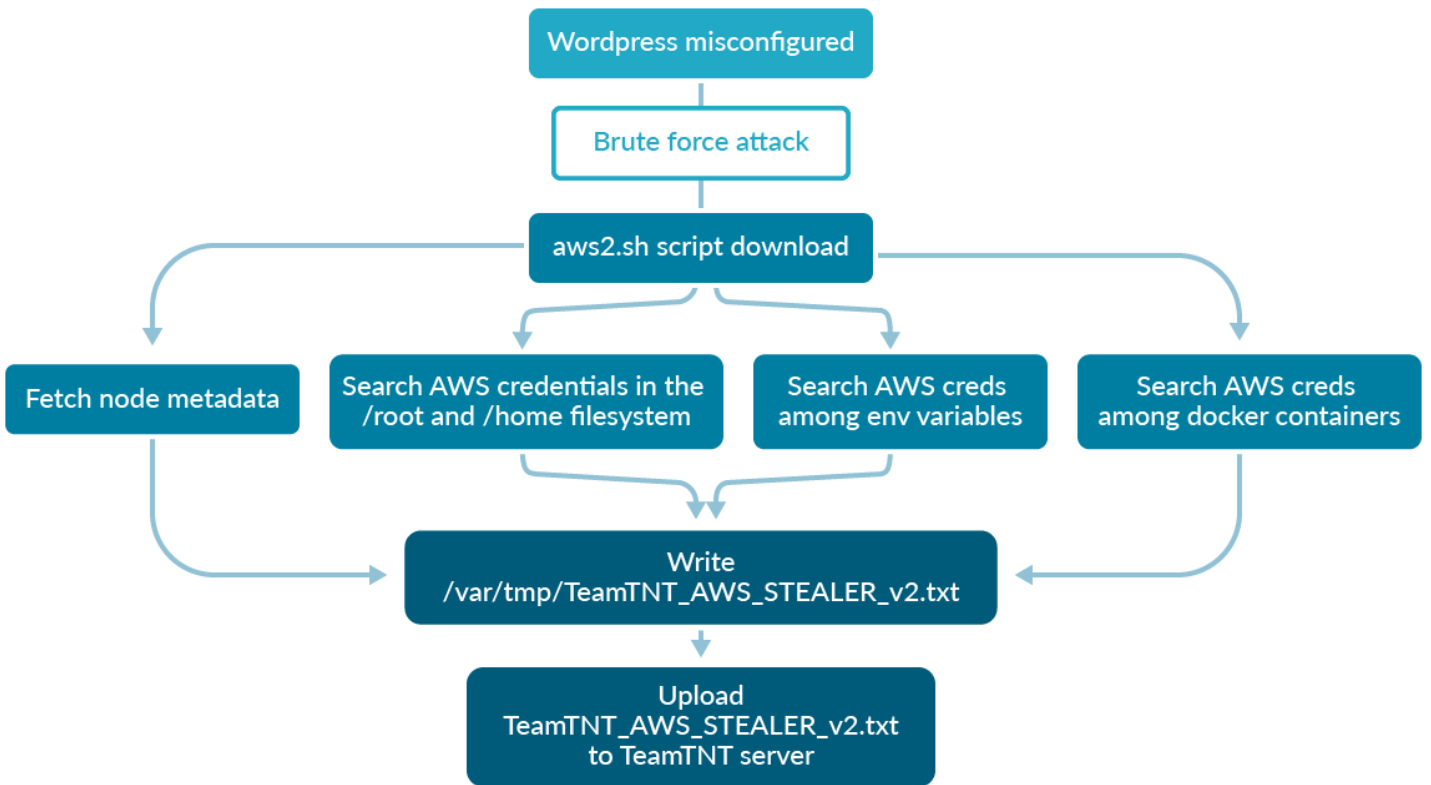 Wordpress misconfigured
Brute force attack
aws2.sh script download
Fetch node metadata
Search AWS credentials in the
/root and /home filesystem
Search AWS creds
among env variables
Search AWS creds
among docker containers
Write
/var/tmp/TeamTNT_AWS_STEALER_v2.txt
Upload
TeamTNT_AWS_STEALER_v2.txt
to TeamTNT server